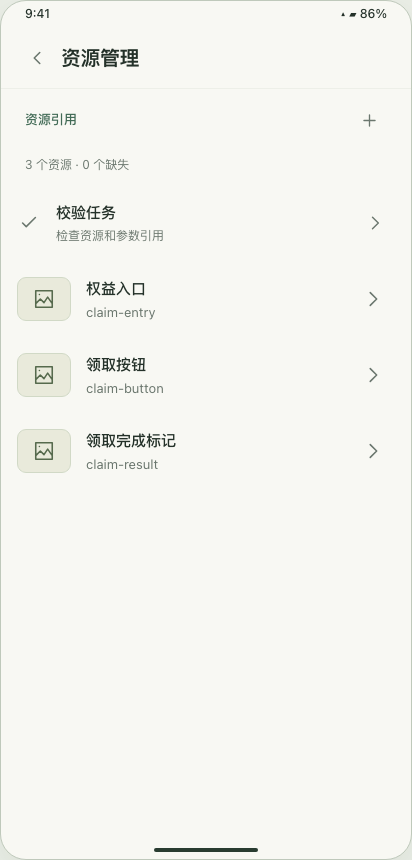 9:41
86%
资源管理
资源引用
3 个资源 · 0 个缺失
校验任务
检查资源和参数引用
权益入口
claim-entry
领取按钮
claim-button
领取完成标记
claim-result